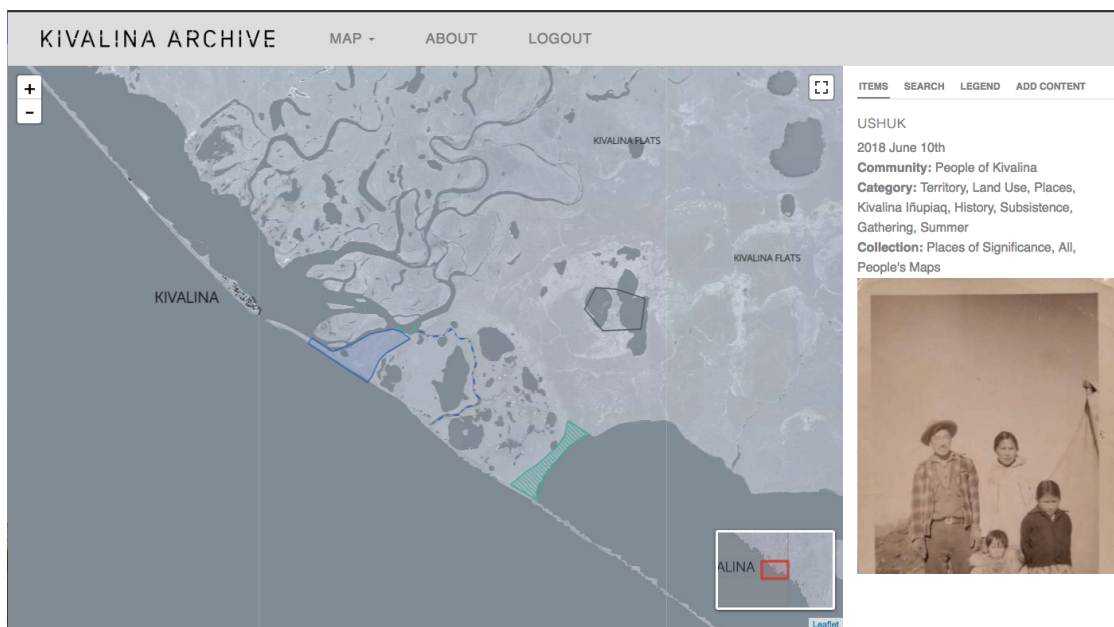 KIVALINA ARCHIVE MAP ABOUT LOGOUT
+
-
KIVALINA FLATS
KIVALINA FLATS
KIVALINA
ALINA
Leaflet
ITEMS SEARCH LEGEND ADD CONTENT
USHUK
2018 June 10th
Community: People of Kivalina
Category: Territory, Land Use, Places,
Kivalina Iñupiaq, History, Subsistence,
Gathering, Summer
Collection: Places of Significance, All,
People's Maps